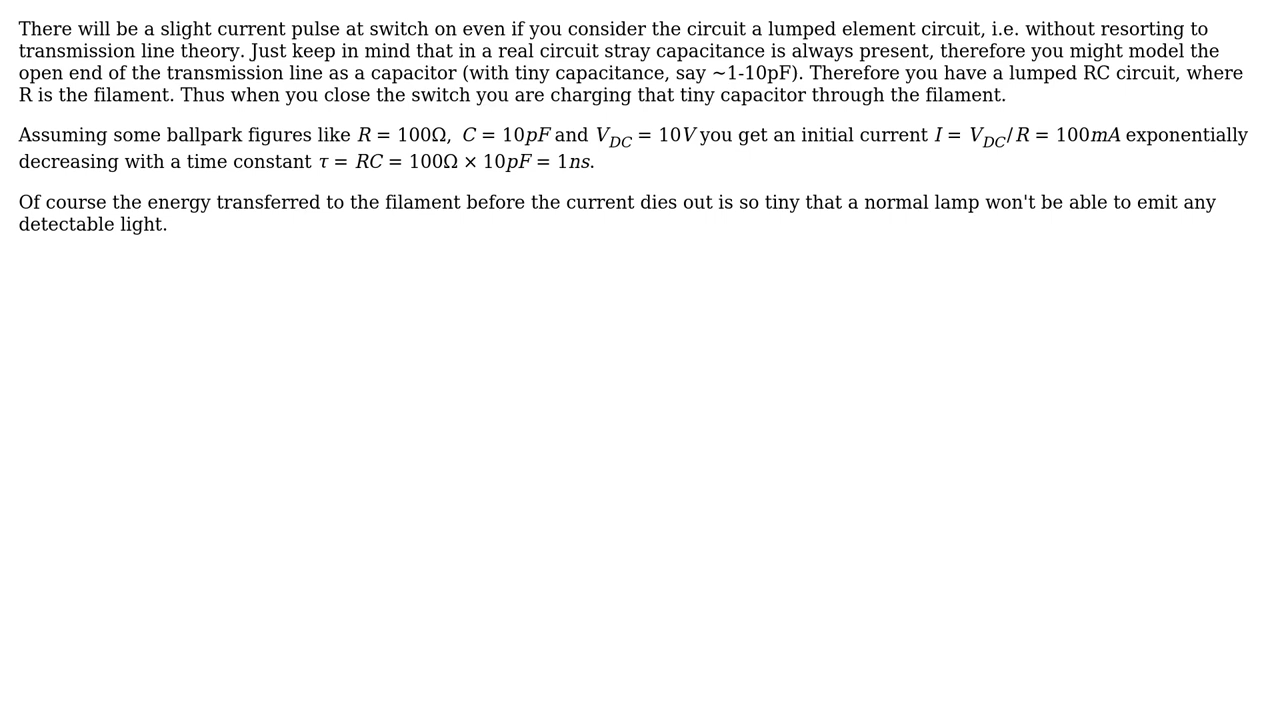 There will be a slight current pulse at switch on even if you consider the circuit a lumped element circuit, i.e. without resorting to
transmission line theory. Just keep in mind that in a real circuit stray capacitance is always present, therefore you might model the
open end of the transmission line as a capacitor (with tiny capacitance, say ~1-10pF). Therefore you have a lumped RC circuit, where
R is the filament. Thus when you close the switch you are charging that tiny capacitor through the filament.
Assuming some ballpark figures like R = 100Ω, C = 10pF and V_DC = 10V you get an initial current I = V_DC/R = 100mA exponentially
decreasing with a time constant τ = RC = 100Ω × 10pF = 1ns.
Of course the energy transferred to the filament before the current dies out is so tiny that a normal lamp won't be able to emit any
detectable light.